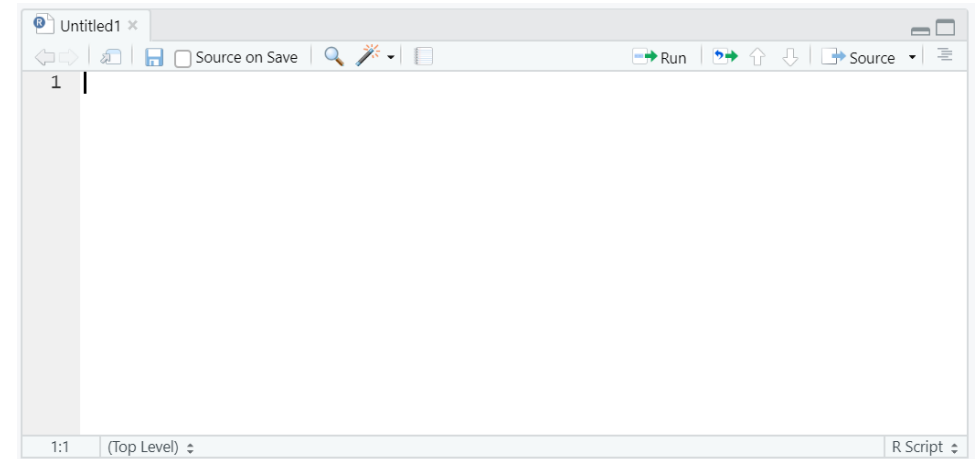 R Untitled1 ×
Source on Save Run Source
1
1:1 (Top Level) R Script